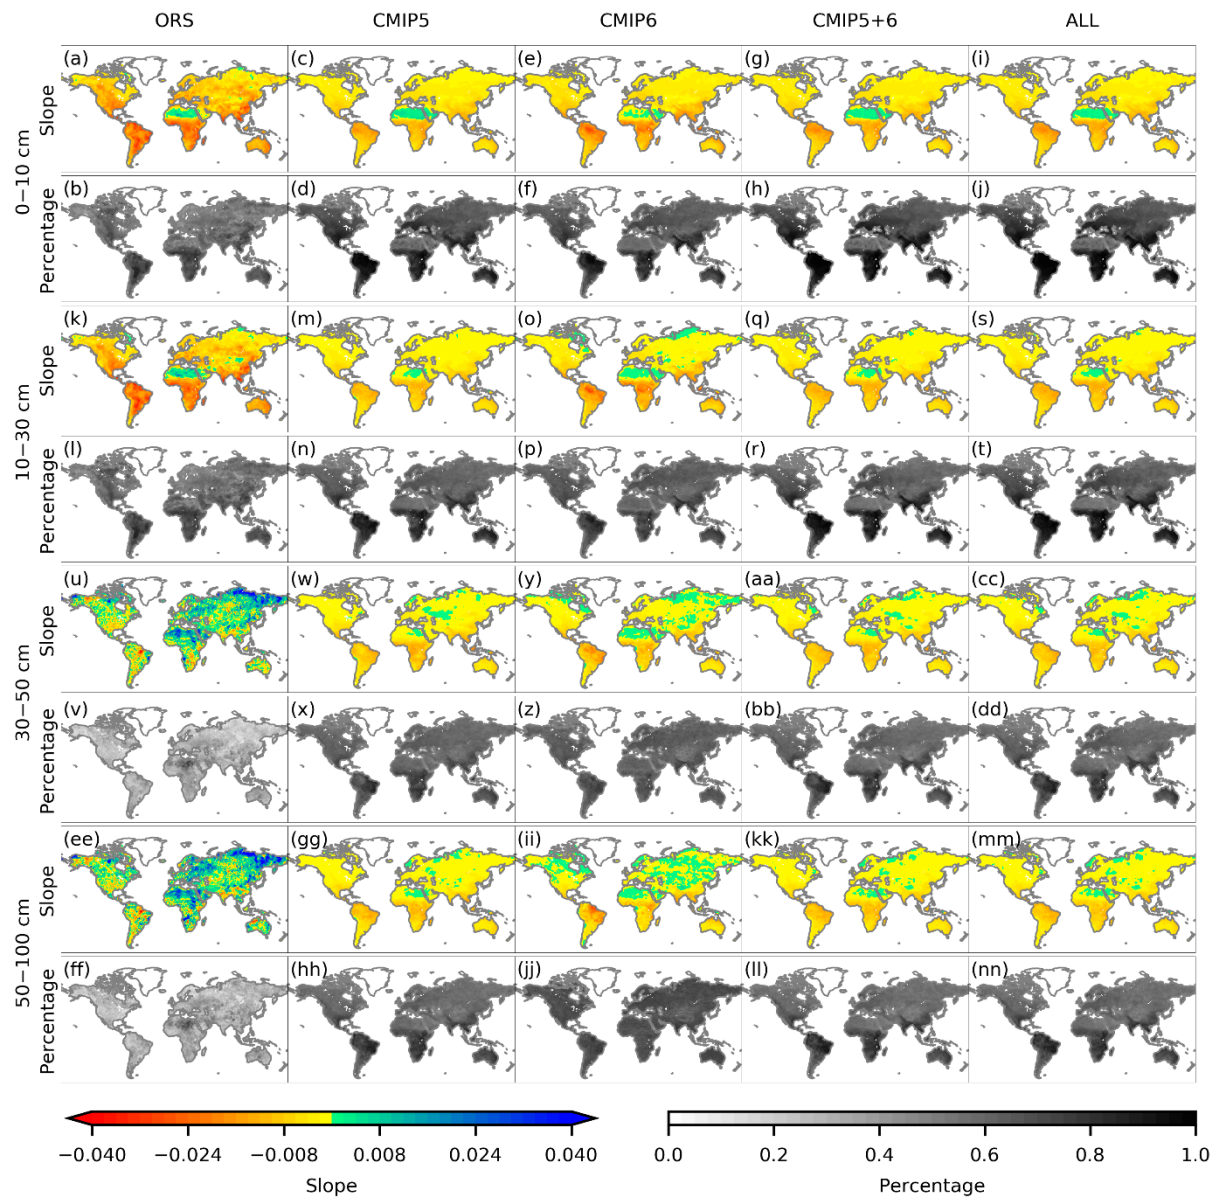 ORS CMIP5 CMIP6 CMIP5+6 ALL
0−10 cm
Slope
(a) (c) (e) (g) (i)
Percentage
(b) (d) (f) (h) (j)
10−30 cm
Slope
(k) (m) (o) (q) (s)
Percentage
(l) (n) (p) (r) (t)
30−50 cm
Slope
(u) (w) (y) (aa) (cc)
Percentage
(v) (x) (z) (bb) (dd)
50−100 cm
Slope
(ee) (gg) (ii) (kk) (mm)
Percentage
(ff) (hh) (jj) (ll) (nn)
−0.040 −0.024 −0.008 0.008 0.024 0.040
Slope
0.0 0.2 0.4 0.6 0.8 1.0
Percentage